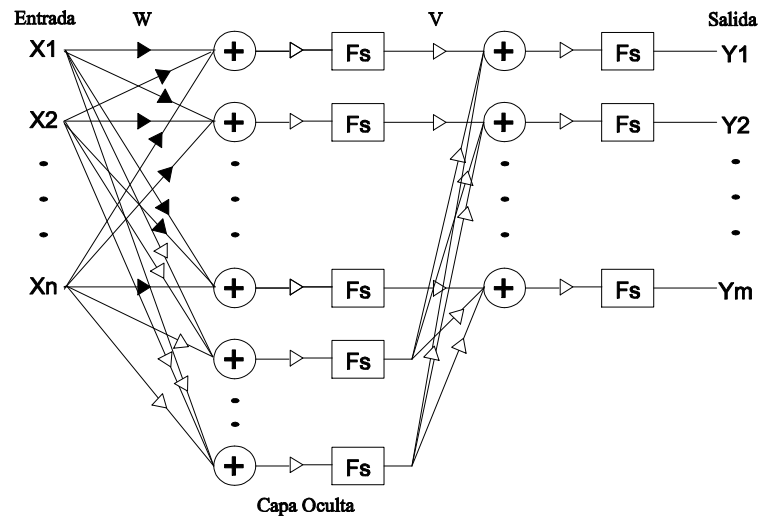 Entrada W V Salida
X1 + Fs + Fs Y1
X2 + Fs + Fs Y2
Xn + Fs + Fs Ym
+ Fs
+ Fs
Capa Oculta